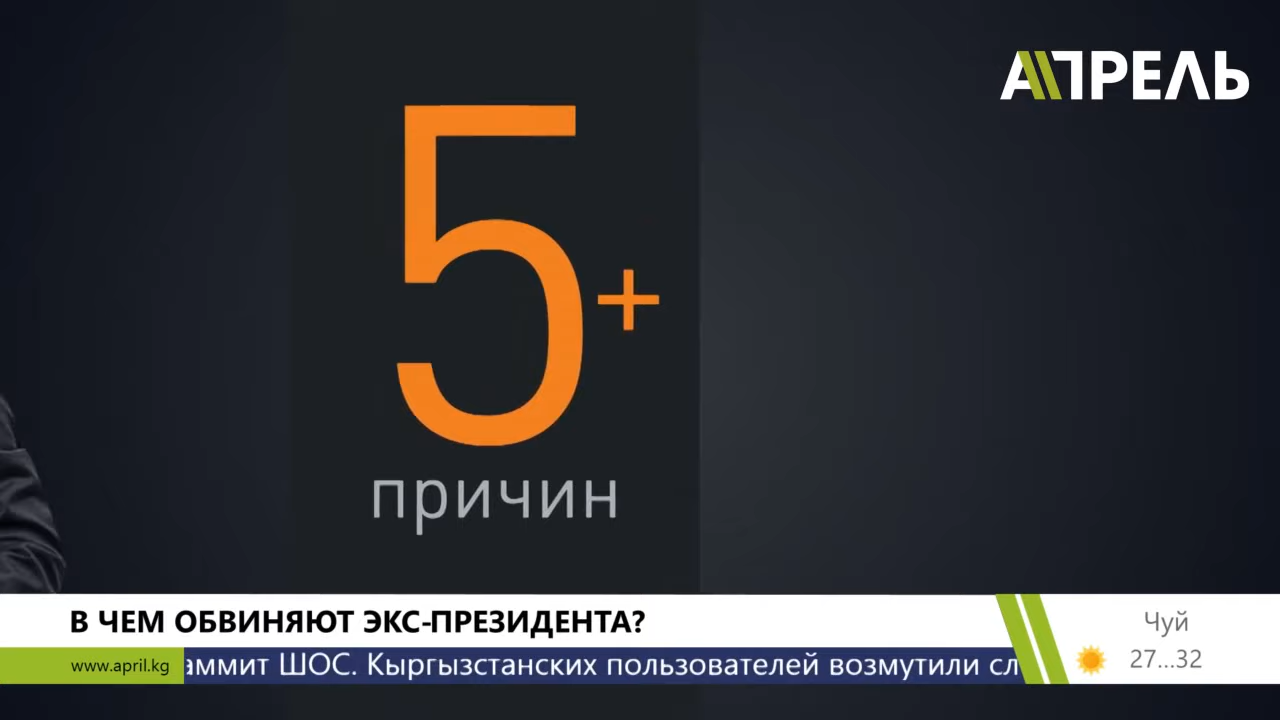 АПРЕЛЬ
5+
причин
В ЧЕМ ОБВИНЯЮТ ЭКС-ПРЕЗИДЕНТА?
Чуй
www.april.kg аммит ШОС. Кыргызстанских пользователей возмутили сл
27...32